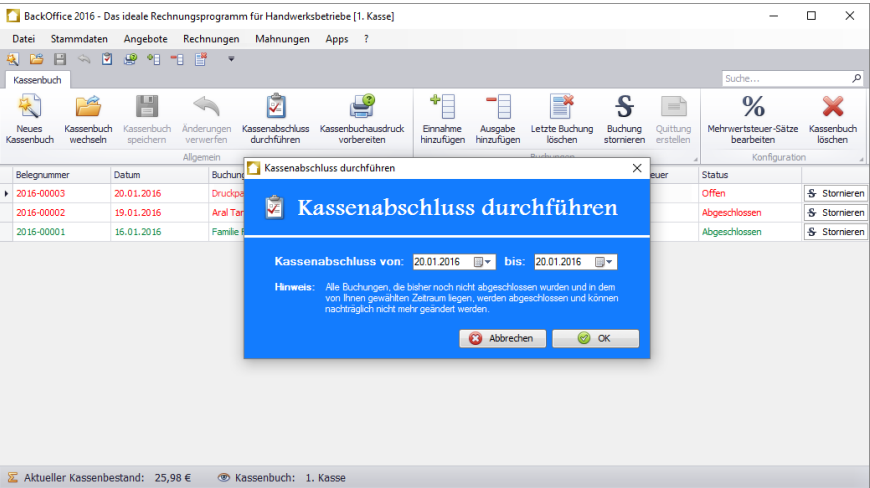 BackOffice 2016 - Das ideale Rechnungsprogramm für Handwerksbetriebe [1. Kasse]
Datei Stammdaten Angebote Rechnungen Mahnungen Apps ?
Kassenbuch
Suche...
Neues Kassenbuch
Kassenbuch wechseln
Kassenbuch speichern
Änderungen verwerfen
Kassenabschluss durchführen
Kassenbuchausdruck vorbereiten
Einnahme hinzufügen
Ausgabe hinzufügen
Letzte Buchung löschen
Buchung stornieren
Quittung erstellen
Mehrwertsteuer-Sätze bearbeiten
Kassenbuch löschen
Allgemein
Konfiguration
Belegnummer Datum Status
2016-00003 20.01.2016 Offen Stornieren
2016-00002 19.01.2016 Abgeschlossen Stornieren
2016-00001 16.01.2016 Familie Abgeschlossen Stornieren
Kassenabschluss durchführen
Kassenabschluss durchführen
Kassenabschluss von: 20.01.2016 bis: 20.01.2016
Hinweis: Alle Buchungen, die bisher noch nicht abgeschlossen wurden und in dem
von Ihnen gewählten Zeitraum liegen, werden abgeschlossen und können
nachträglich nicht mehr geändert werden.
Abbrechen OK
Aktueller Kassenbestand: 25,98 € Kassenbuch: 1. Kasse